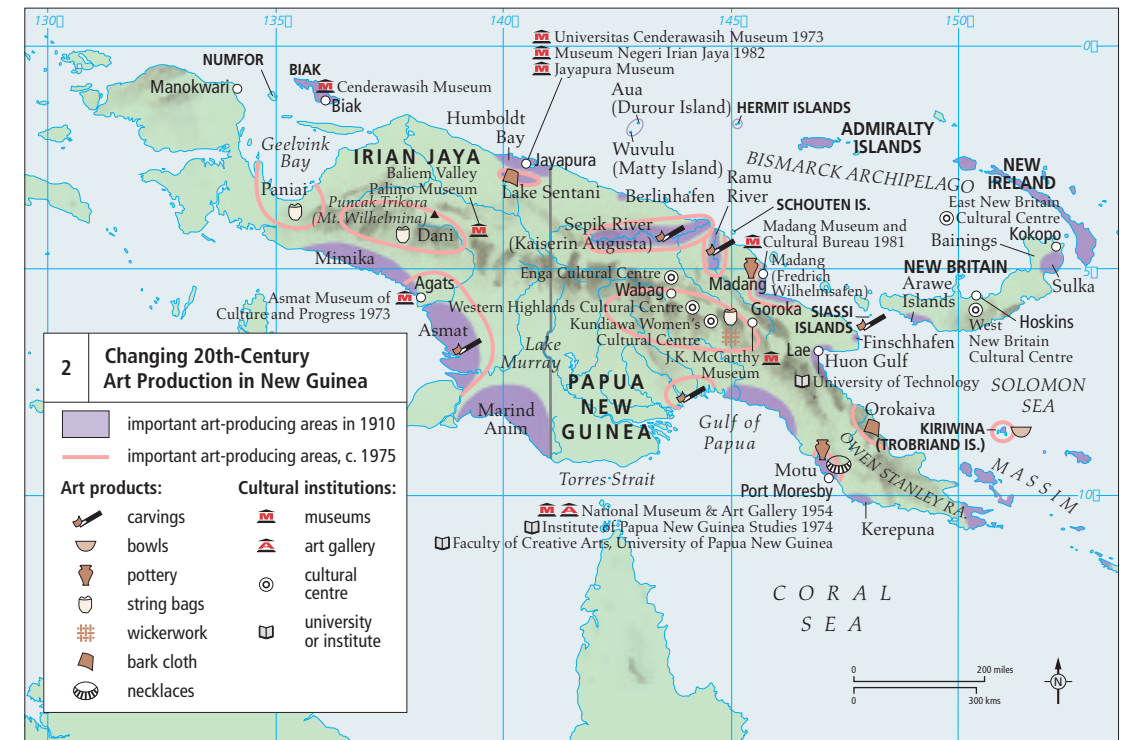 130▯
135▯
140▯
145▯
150▯
0▯
5▯
10▯
Universitas Cenderawasih Museum 1973
Museum Negeri Irian Jaya 1982
Jayapura Museum
NUMFOR
BIAK
Manokwari
Cenderawasih Museum
Biak
Aua
(Durour Island)
HERMIT ISLANDS
Humboldt
Bay
ADMIRALTY
ISLANDS
Geelvink
Bay
IRIAN JAYA
Jayapura
Wuvulu
(Matty Island)
BISMARCK ARCHIPELAGO
NEW
IRELAND
Baliem Valley
Palimo Museum
Lake Sentani
Ramu
River
Berlinhafen
Paniai
Puncak Trikora
(Mt. Wilhelmina)
SCHOUTEN IS.
East New Britain
Cultural Centre
Kokopo
Dani
Sepik River
(Kaiserin Augusta)
Madang Museum and
Cultural Bureau 1981
Bainings
Mimika
Madang
(Fredrich
Wilhelmsafen)
NEW BRITAIN
Sulka
Enga Cultural Centre
Madang
Arawe
Islands
Agats
Wabag
Asmat Museum of
Culture and Progress 1973
Western Highlands Cultural Centre
Goroka
SIASSI
ISLANDS
Hoskins
Kundiawa Women's
Cultural Centre
West
New Britain
Cultural Centre
Asmat
Finschhafen
Lake
Murray
J.K. McCarthy
Museum
Lae
Huon Gulf
University of Technology
SOLOMON
SEA
PAPUA
NEW
GUINEA
Marind
Anim
Gulf of
Papua
Orokaiva
KIRIWINA
(TROBRIAND IS.)
OWEN STANLEY RA.
MASSIM
Torres Strait
Motu
Port Moresby
National Museum & Art Gallery 1954
Institute of Papua New Guinea Studies 1974
Faculty of Creative Arts, University of Papua New Guinea
Kerepuna
CORAL
SEA
0
200 miles
0
300 kms
N
2
Changing 20th-Century
Art Production in New Guinea
important art-producing areas in 1910
important art-producing areas, c. 1975
Art products:
carvings
bowls
pottery
string bags
wickerwork
bark cloth
necklaces
Cultural institutions:
museums
art gallery
cultural
centre
university
or institute